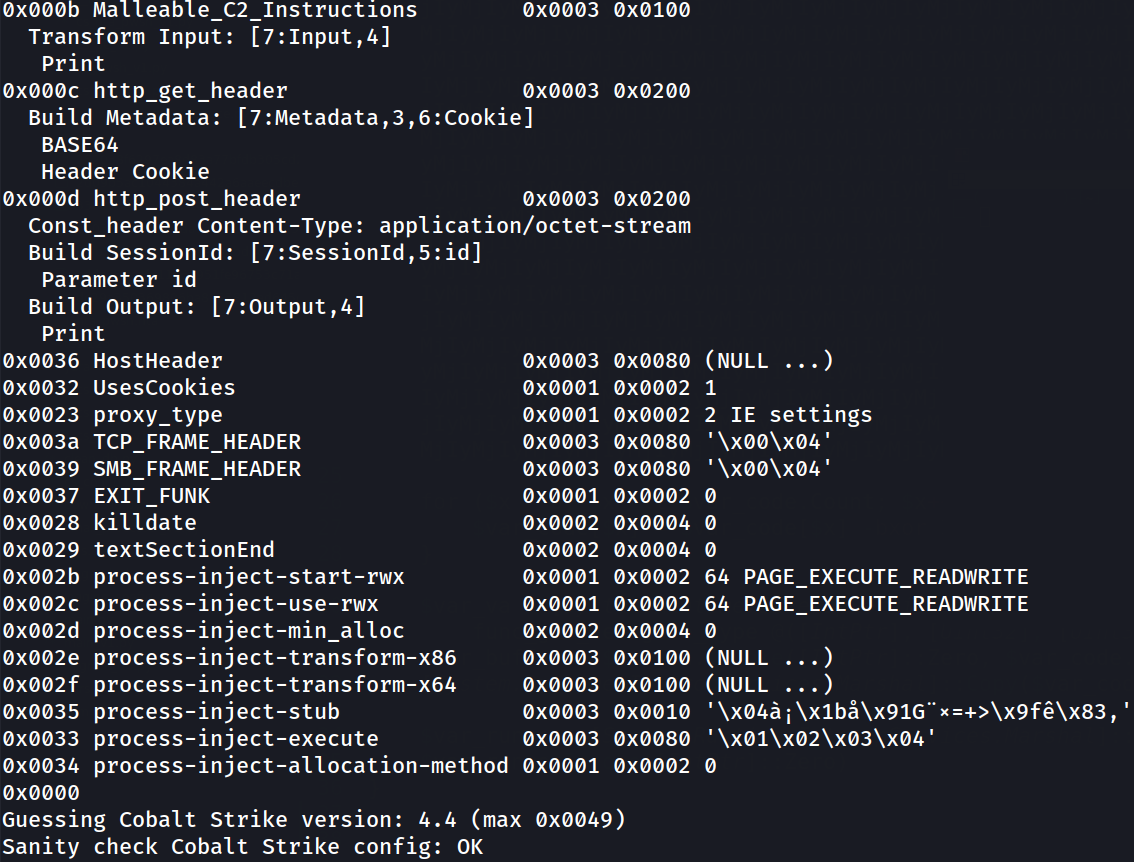 0x000b Malleable_C2_Instructions        0x0003 0x0100
  Transform Input: [7:Input,4]
   Print
0x000c http_get_header                  0x0003 0x0200
  Build Metadata: [7:Metadata,3,6:Cookie]
   BASE64
   Header Cookie
0x000d http_post_header                 0x0003 0x0200
  Const_header Content-Type: application/octet-stream
  Build SessionId: [7:SessionId,5:id]
   Parameter id
  Build Output: [7:Output,4]
   Print
0x0036 HostHeader                       0x0003 0x0080 (NULL ...)
0x0032 UsesCookies                      0x0001 0x0002 1
0x0023 proxy_type                       0x0001 0x0002 2 IE settings
0x003a TCP_FRAME_HEADER                 0x0003 0x0080 '\x00\x04'
0x0039 SMB_FRAME_HEADER                 0x0003 0x0080 '\x00\x04'
0x0037 EXIT_FUNK                        0x0001 0x0002 0
0x0028 killdate                         0x0002 0x0004 0
0x0029 textSectionEnd                   0x0002 0x0004 0
0x002b process-inject-start-rwx         0x0001 0x0002 64 PAGE_EXECUTE_READWRITE
0x002c process-inject-use-rwx           0x0001 0x0002 64 PAGE_EXECUTE_READWRITE
0x002d process-inject-min_alloc         0x0002 0x0004 0
0x002e process-inject-transform-x86     0x0003 0x0100 (NULL ...)
0x002f process-inject-transform-x64     0x0003 0x0100 (NULL ...)
0x0035 process-inject-stub              0x0003 0x0010 '\x04à¡\x1bå\x91G¨×=+>\x9fê\x83,'
0x0033 process-inject-execute           0x0003 0x0080 '\x01\x02\x03\x04'
0x0034 process-inject-allocation-method 0x0001 0x0002 0
0x0000
Guessing Cobalt Strike version: 4.4 (max 0x0049)
Sanity check Cobalt Strike config: OK